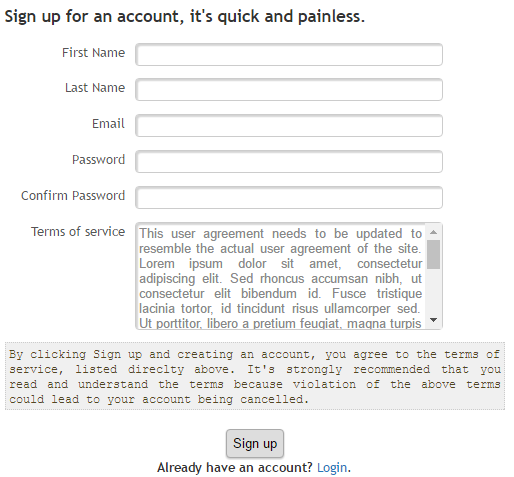 Sign up for an account, it's quick and painless.
First Name
Last Name
Email
Password
Confirm Password
Terms of service
This user agreement needs to be updated to
resemble the actual user agreement of the site.
Lorem ipsum dolor sit amet, consectetur
adipiscing elit. Sed rhoncus accumsan nibh, ut
consectetur elit bibendum id. Fusce tristique
lacinia tortor, id tincidunt risus ullamcorper sed.
Ut porttitor, libero a pretium feugiat, magna turpis
By clicking Sign up and creating an account, you agree to the terms of
service, listed direclty above. It's strongly recommended that you
read and understand the terms because violation of the above terms
could lead to your account being cancelled.
Sign up
Already have an account? Login.